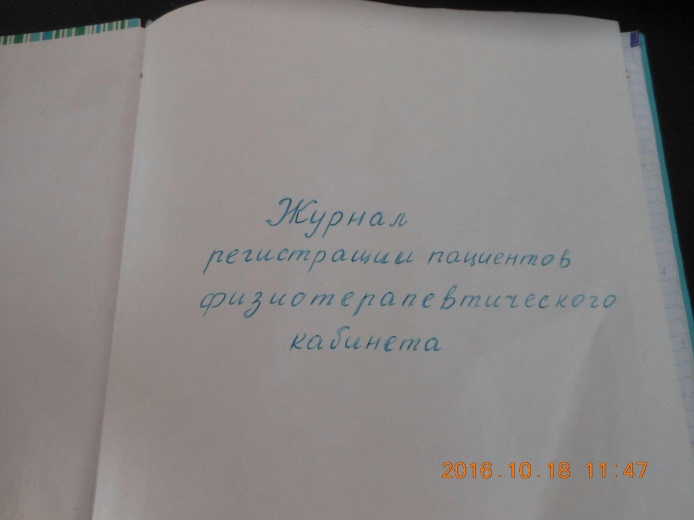 Журнал
регистрации пациентов
физиотерапевтического
кабинета
2016.10.18 11:47